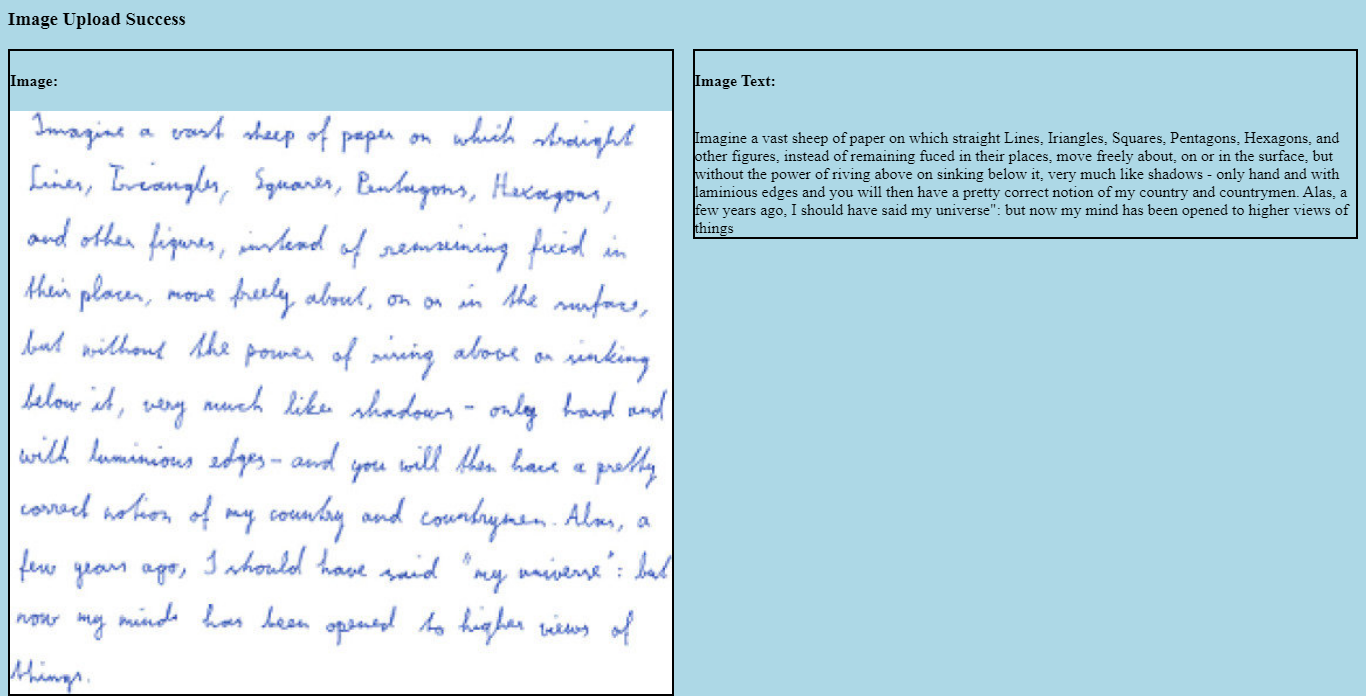 Image Upload Success
Image:
Imagine a vast sheep of paper on which straight
Lines, Triangles, Squares, Pentagons, Hexagons,
and other figures, instead of remaining fixed in
their places, move freely about, on or in the surface,
but without the power of rising above or sinking
below it, very much like shadows - only hard and
with luminious edges - and you will then have a pretty
correct notion of my country and countrymen. Alas, a
few years ago, I should have said "my universe": but
now my mind has been opened to higher views of
things.
Image Text:
Imagine a vast sheep of paper on which straight Lines, Iriangles, Squares, Pentagons, Hexagons, and
other figures, instead of remaining fuced in their places, move freely about, on or in the surface, but
without the power of riving above on sinking below it, very much like shadows - only hand and with
laminious edges and you will then have a pretty correct notion of my country and countrymen. Alas, a
few years ago, I should have said my universe": but now my mind has been opened to higher views of
things